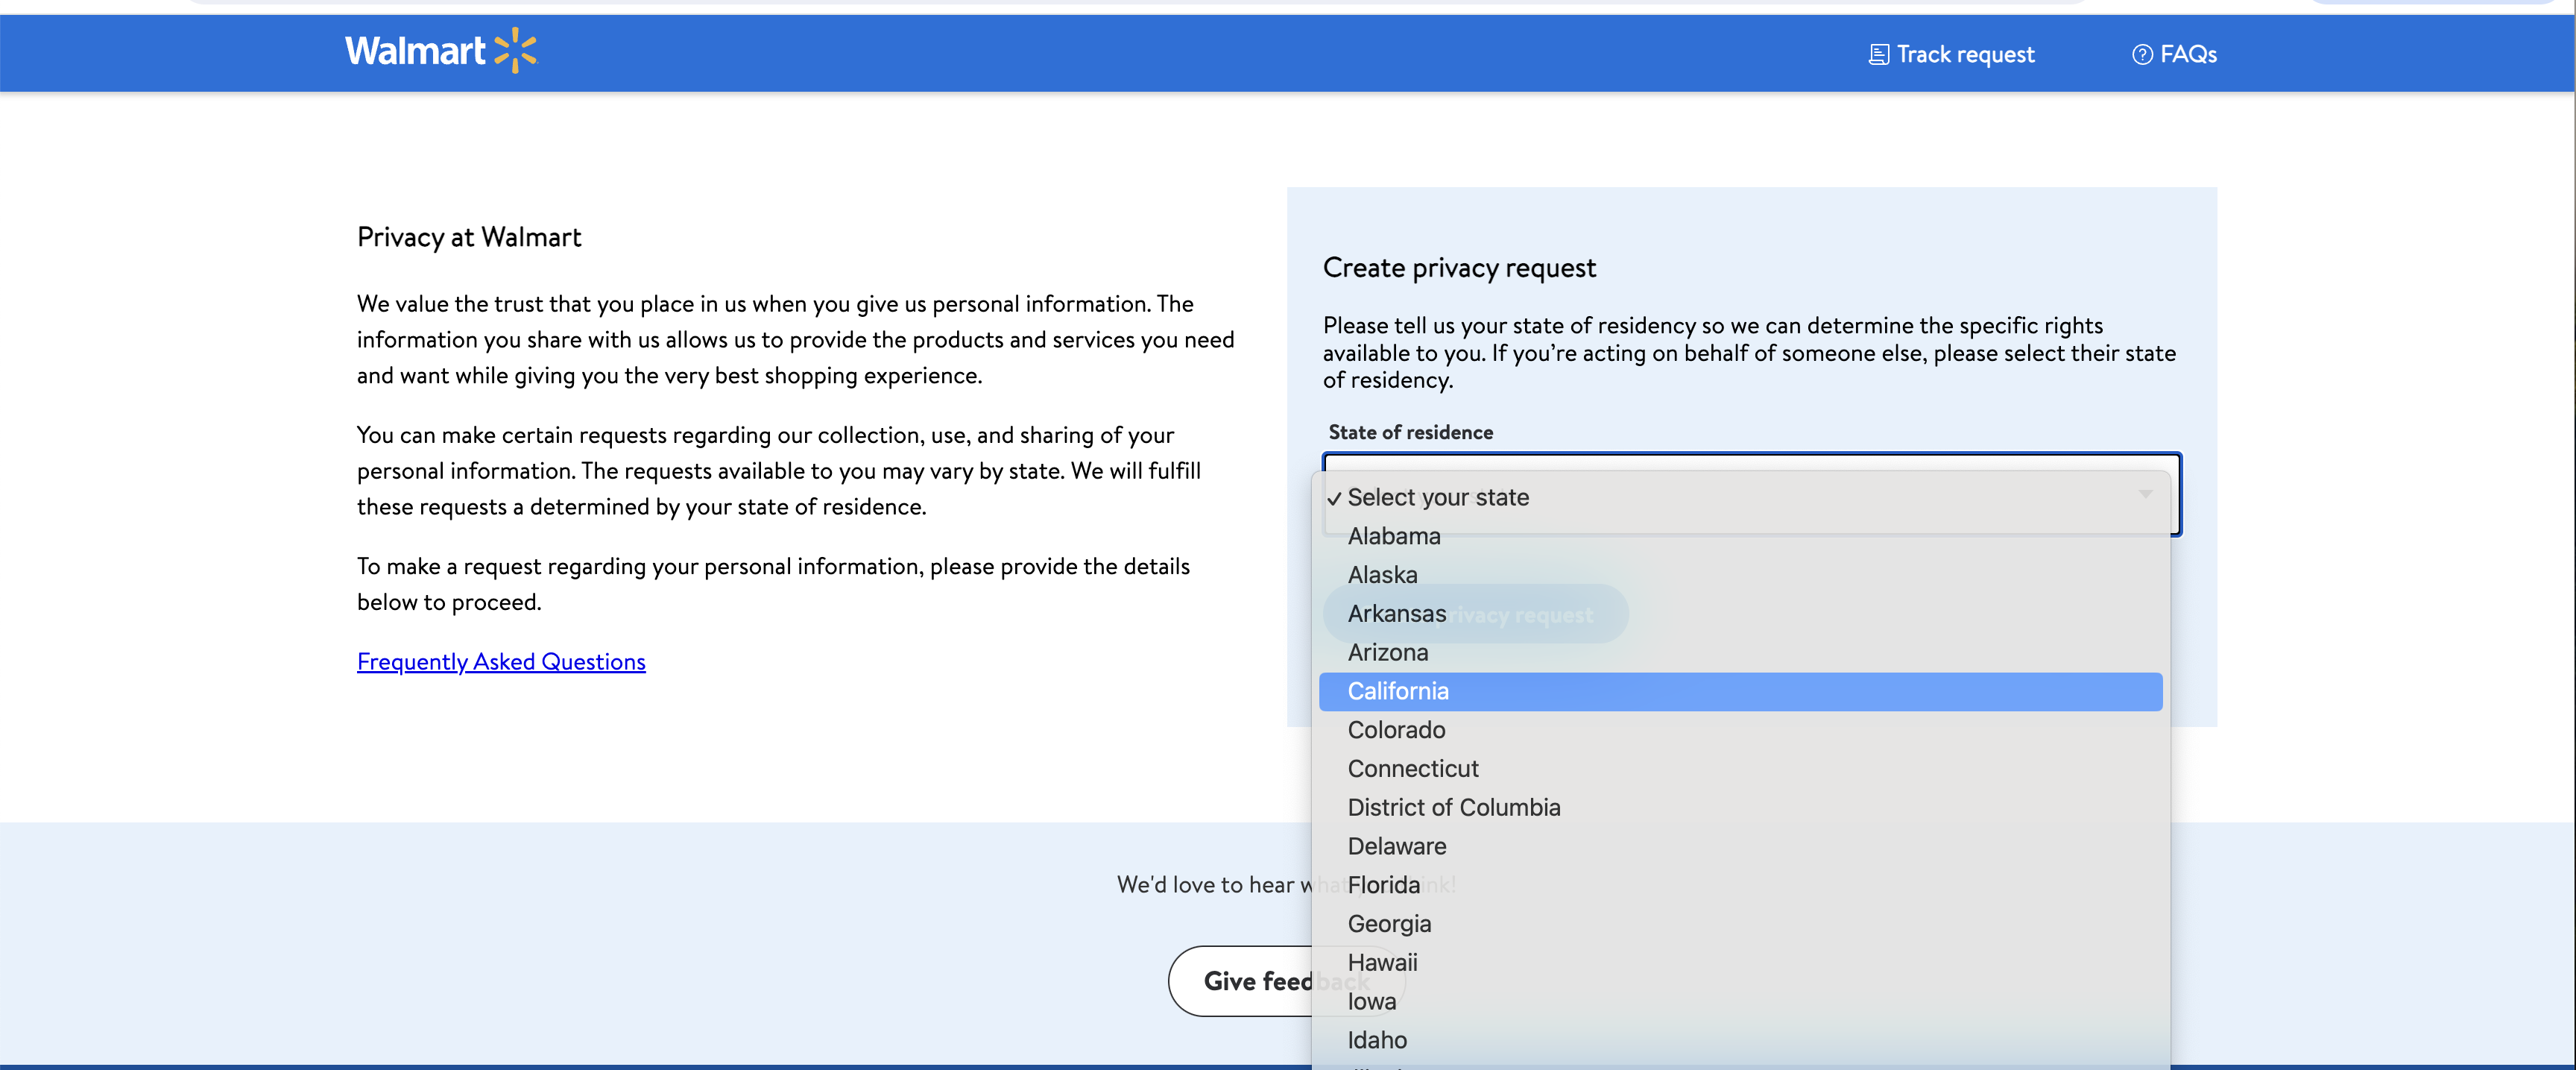 Walmart
Track request
FAQs
Privacy at Walmart
We value the trust that you place in us when you give us personal information. The
information you share with us allows us to provide the products and services you need
and want while giving you the very best shopping experience.
You can make certain requests regarding our collection, use, and sharing of your
personal information. The requests available to you may vary by state. We will fulfill
these requests a determined by your state of residence.
To make a request regarding your personal information, please provide the details
below to proceed.
Frequently Asked Questions
Create privacy request
Please tell us your state of residency so we can determine the specific rights
available to you. If you’re acting on behalf of someone else, please select their state
of residency.
State of residence
✓ Select your state
Alabama
Alaska
Arkansas
privacy request
Arizona
California
Colorado
Connecticut
District of Columbia
Delaware
Florida
Georgia
Hawaii
Iowa
Idaho
We'd love to hear what
Give feedback